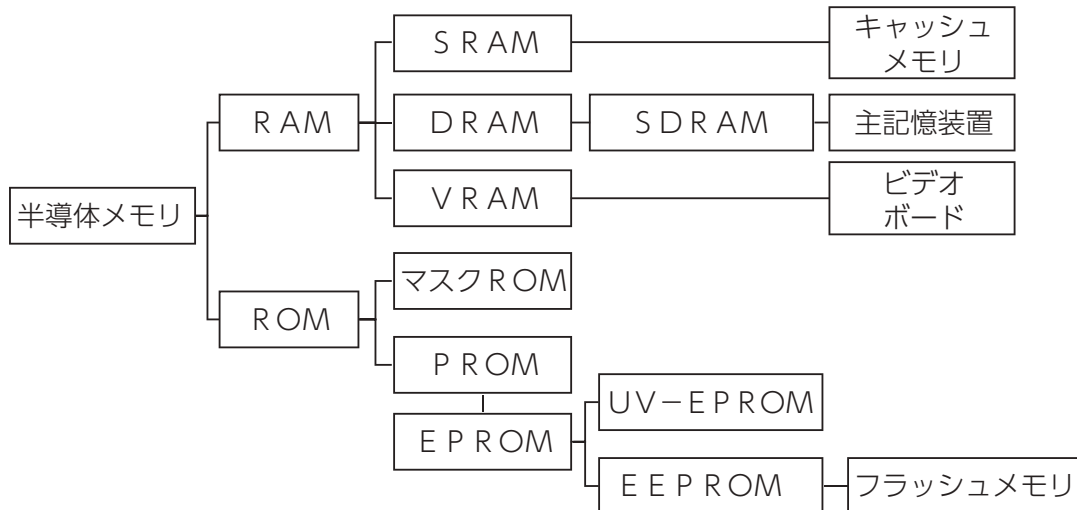 ＳＲＡＭ
キャッシュ
メモリ
ＲＡＭ
ＤＲＡＭ
ＳＤＲＡＭ
主記憶装置
ＶＲＡＭ
ビデオ
ボード
半導体メモリ
マスクＲＯＭ
ＲＯＭ
ＰＲＯＭ
ＥＰＲＯＭ
ＵＶ－ＥＰＲＯＭ
ＥＥＰＲＯＭ
フラッシュメモリ